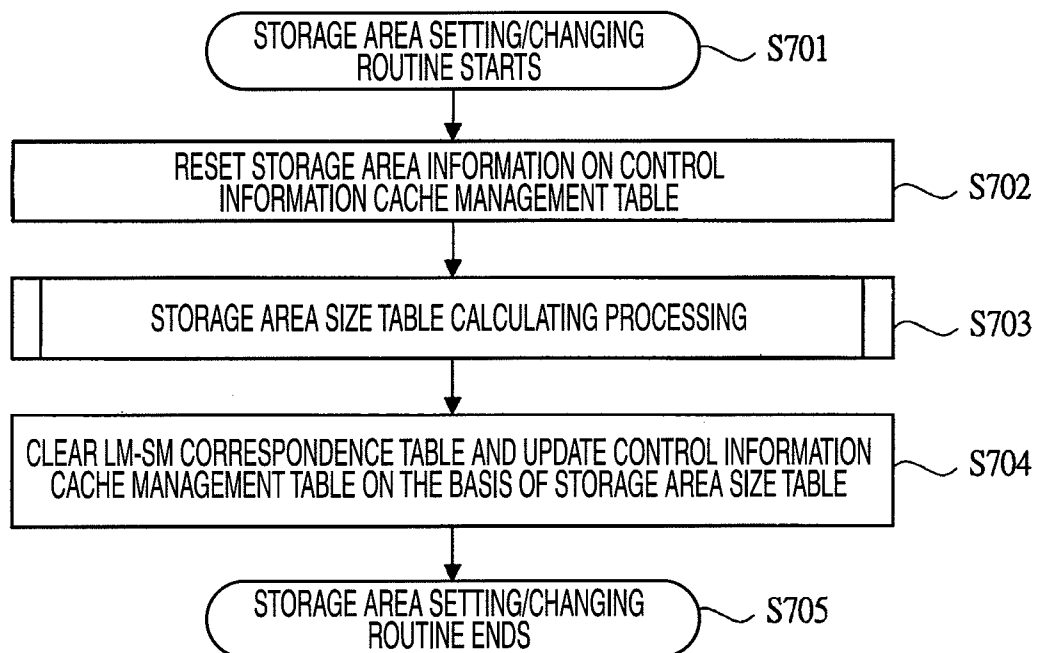 STORAGE AREA SETTING/CHANGING
ROUTINE STARTS
S701
RESET STORAGE AREA INFORMATION ON CONTROL
INFORMATION CACHE MANAGEMENT TABLE
S702
STORAGE AREA SIZE TABLE CALCULATING PROCESSING
S703
CLEAR LM-SM CORRESPONDENCE TABLE AND UPDATE CONTROL INFORMATION
CACHE MANAGEMENT TABLE ON THE BASIS OF STORAGE AREA SIZE TABLE
S704
STORAGE AREA SETTING/CHANGING
ROUTINE ENDS
S705